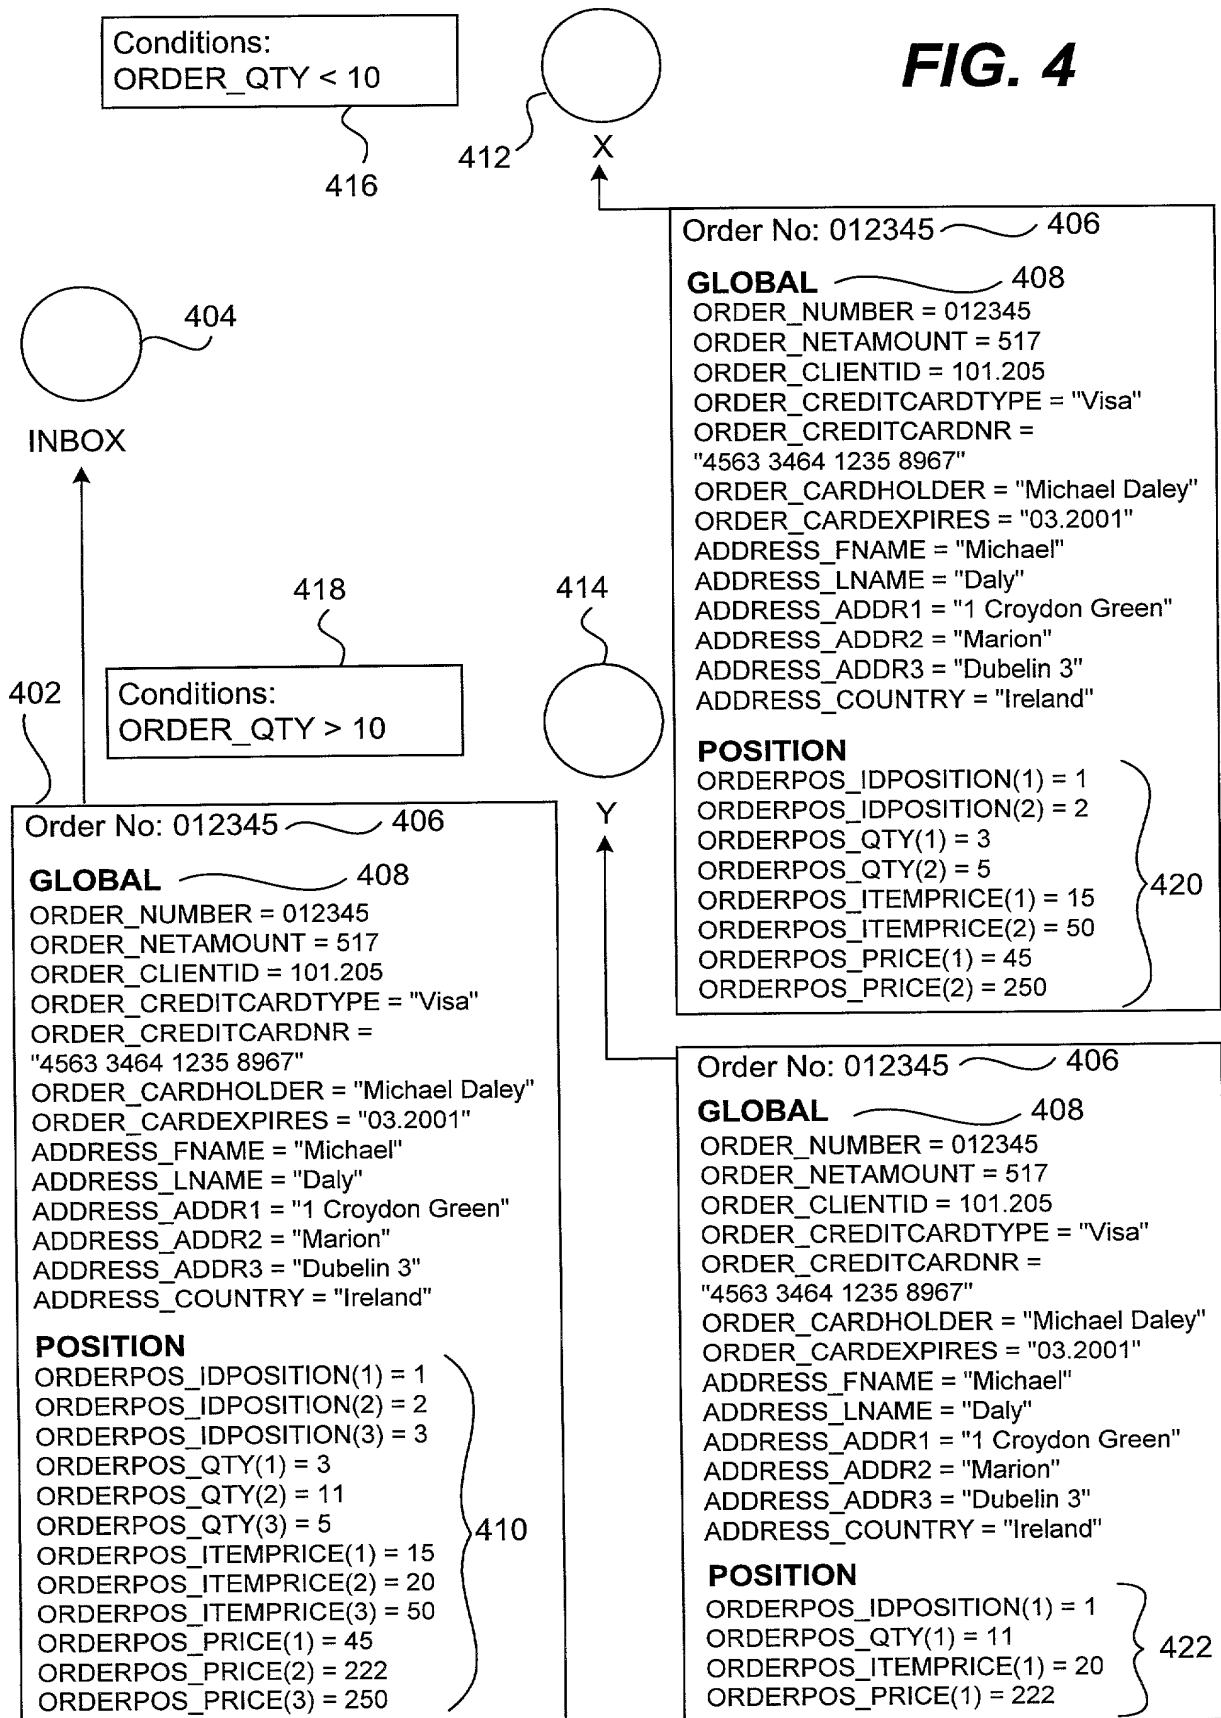 FIG. 4
Conditions:
ORDER_QTY < 10
416
412
X
404
INBOX
418
Conditions:
ORDER_QTY > 10
414
Y
402
Order No: 012345 406
GLOBAL 408
ORDER_NUMBER = 012345
ORDER_NETAMOUNT = 517
ORDER_CLIENTID = 101.205
ORDER_CREDITCARDTYPE = "Visa"
ORDER_CREDITCARDNR =
"4563 3464 1235 8967"
ORDER_CARDHOLDER = "Michael Daley"
ORDER_CARDEXPIRES = "03.2001"
ADDRESS_FNAME = "Michael"
ADDRESS_LNAME = "Daly"
ADDRESS_ADDR1 = "1 Croydon Green"
ADDRESS_ADDR2 = "Marion"
ADDRESS_ADDR3 = "Dubelin 3"
ADDRESS_COUNTRY = "Ireland"
POSITION
ORDERPOS_IDPOSITION(1) = 1
ORDERPOS_IDPOSITION(2) = 2
ORDERPOS_IDPOSITION(3) = 3
ORDERPOS_QTY(1) = 3
ORDERPOS_QTY(2) = 11
ORDERPOS_QTY(3) = 5
ORDERPOS_ITEMPRICE(1) = 15
ORDERPOS_ITEMPRICE(2) = 20
ORDERPOS_ITEMPRICE(3) = 50
ORDERPOS_PRICE(1) = 45
ORDERPOS_PRICE(2) = 222
ORDERPOS_PRICE(3) = 250
410
Order No: 012345 406
GLOBAL 408
ORDER_NUMBER = 012345
ORDER_NETAMOUNT = 517
ORDER_CLIENTID = 101.205
ORDER_CREDITCARDTYPE = "Visa"
ORDER_CREDITCARDNR =
"4563 3464 1235 8967"
ORDER_CARDHOLDER = "Michael Daley"
ORDER_CARDEXPIRES = "03.2001"
ADDRESS_FNAME = "Michael"
ADDRESS_LNAME = "Daly"
ADDRESS_ADDR1 = "1 Croydon Green"
ADDRESS_ADDR2 = "Marion"
ADDRESS_ADDR3 = "Dubelin 3"
ADDRESS_COUNTRY = "Ireland"
POSITION
ORDERPOS_IDPOSITION(1) = 1
ORDERPOS_IDPOSITION(2) = 2
ORDERPOS_QTY(1) = 3
ORDERPOS_QTY(2) = 5
ORDERPOS_ITEMPRICE(1) = 15
ORDERPOS_ITEMPRICE(2) = 50
ORDERPOS_PRICE(1) = 45
ORDERPOS_PRICE(2) = 250
420
Order No: 012345 406
GLOBAL 408
ORDER_NUMBER = 012345
ORDER_NETAMOUNT = 517
ORDER_CLIENTID = 101.205
ORDER_CREDITCARDTYPE = "Visa"
ORDER_CREDITCARDNR =
"4563 3464 1235 8967"
ORDER_CARDHOLDER = "Michael Daley"
ORDER_CARDEXPIRES = "03.2001"
ADDRESS_FNAME = "Michael"
ADDRESS_LNAME = "Daly"
ADDRESS_ADDR1 = "1 Croydon Green"
ADDRESS_ADDR2 = "Marion"
ADDRESS_ADDR3 = "Dubelin 3"
ADDRESS_COUNTRY = "Ireland"
POSITION
ORDERPOS_IDPOSITION(1) = 1
ORDERPOS_QTY(1) = 11
ORDERPOS_ITEMPRICE(1) = 20
ORDERPOS_PRICE(1) = 222
422